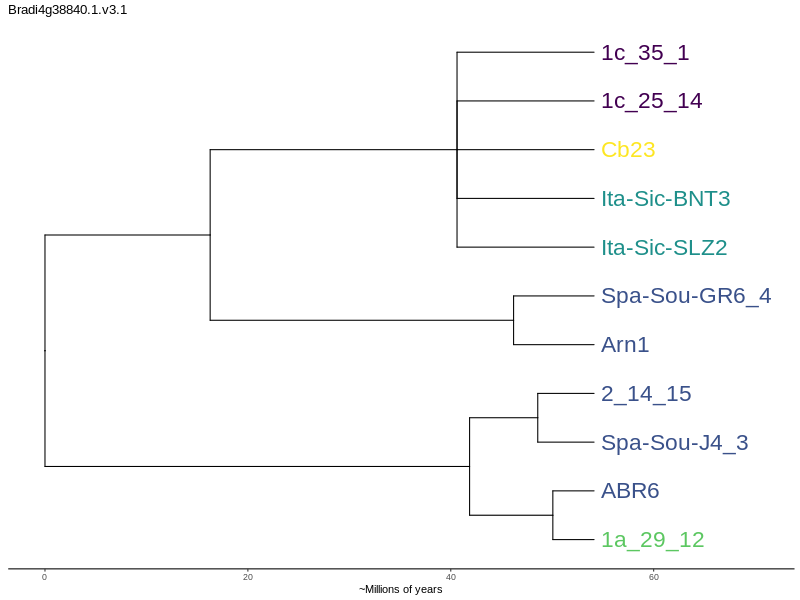 Bradi4g38840.1.v3.1
1c_35_1
1c_25_14
Cb23
Ita-Sic-BNT3
Ita-Sic-SLZ2
Spa-Sou-GR6_4
Arn1
2_14_15
Spa-Sou-J4_3
ABR6
1a_29_12
0 20 40 60
~Millions of years